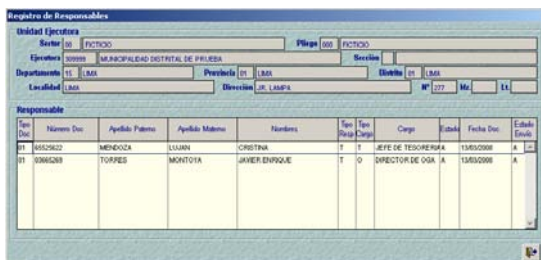 Registro de Responsables
Unidad Ejecutora
Sector 00 FICTICIO Pliego 000 FICTICIO
Ejecutora 309999 MUNICIPALIDAD DISTRITAL DE PRUEBA Sección
Departamento 15 LIMA Provincia 01 LIMA Distrito 01 LIMA
Localidad LIMA Dirección JR. LAMPA Nº 277 Mz. Lt.
Responsable
Tipo Doc Número Doc Apellido Paterno Apellido Materno Nombres Tipo Resp Tipo Cargo Cargo Estado Fecha Doc Estado Envío
01 65525622 MENDOZA LUJAN CRISTINA T T JEFE DE TESORERIA A 13/03/2008 A
01 03665269 TORRES MONTOYA JAVIER ENRIQUE T O DIRECTOR DE OGA A 13/03/2008 A